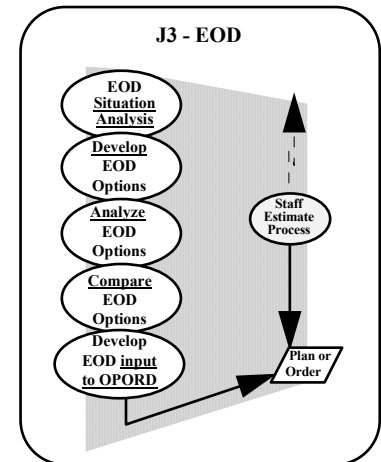 J3 - EOD
EOD
Situation
Analysis
Develop
EOD
Options
Analyze
EOD
Options
Compare
EOD
Options
Develop
EOD input
to OPORD
Staff
Estimate
Process
Plan or
Order